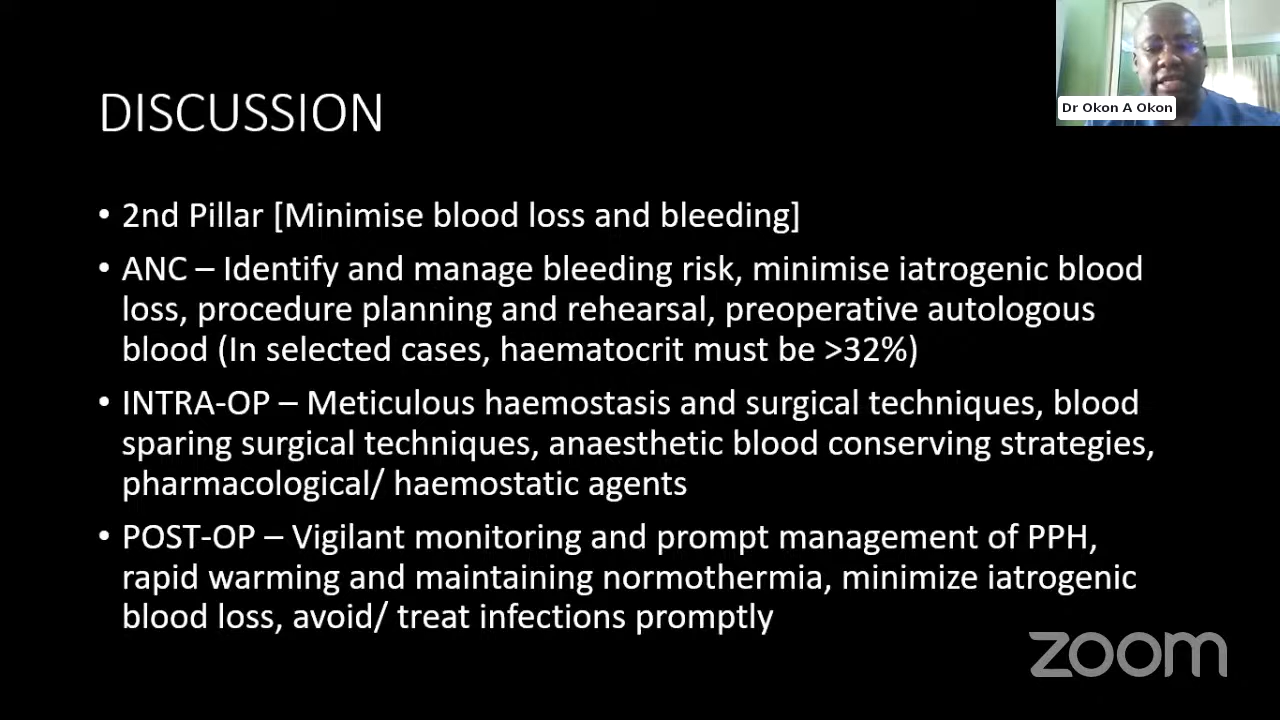 Dr Okon A Okon
DISCUSSION
• 2nd Pillar [Minimise blood loss and bleeding]
• ANC – Identify and manage bleeding risk, minimise iatrogenic blood
loss, procedure planning and rehearsal, preoperative autologous
blood (In selected cases, haematocrit must be >32%)
• INTRA-OP – Meticulous haemostasis and surgical techniques, blood
sparing surgical techniques, anaesthetic blood conserving strategies,
pharmacological/ haemostatic agents
• POST-OP – Vigilant monitoring and prompt management of PPH,
rapid warming and maintaining normothermia, minimize iatrogenic
blood loss, avoid/ treat infections promptly
zoom